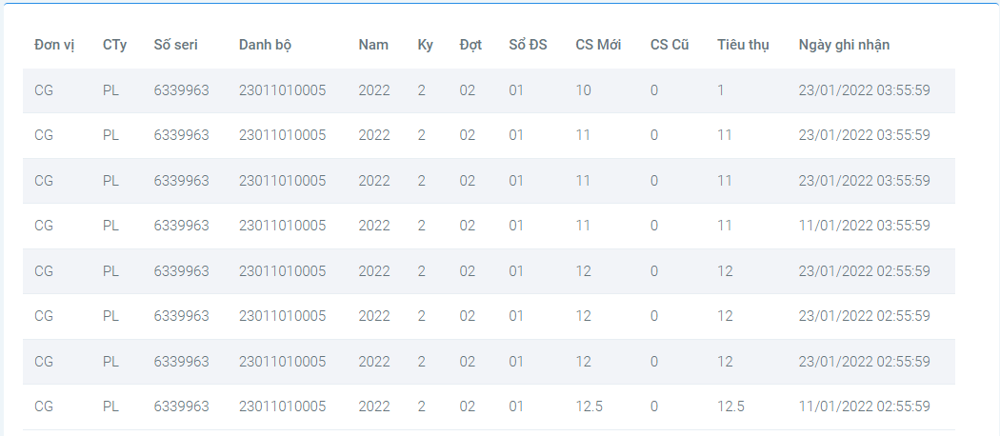 Đơn vị CTy Số seri Danh bộ Nam Ky Đợt Sổ ĐS CS Mới CS Cũ Tiêu thụ Ngày ghi nhận
CG PL 6339963 23011010005 2022 2 02 01 10 0 1 23/01/2022 03:55:59
CG PL 6339963 23011010005 2022 2 02 01 11 0 11 23/01/2022 03:55:59
CG PL 6339963 23011010005 2022 2 02 01 11 0 11 23/01/2022 03:55:59
CG PL 6339963 23011010005 2022 2 02 01 11 0 11 11/01/2022 03:55:59
CG PL 6339963 23011010005 2022 2 02 01 12 0 12 23/01/2022 02:55:59
CG PL 6339963 23011010005 2022 2 02 01 12 0 12 23/01/2022 02:55:59
CG PL 6339963 23011010005 2022 2 02 01 12 0 12 23/01/2022 02:55:59
CG PL 6339963 23011010005 2022 2 02 01 12.5 0 12.5 11/01/2022 02:55:59